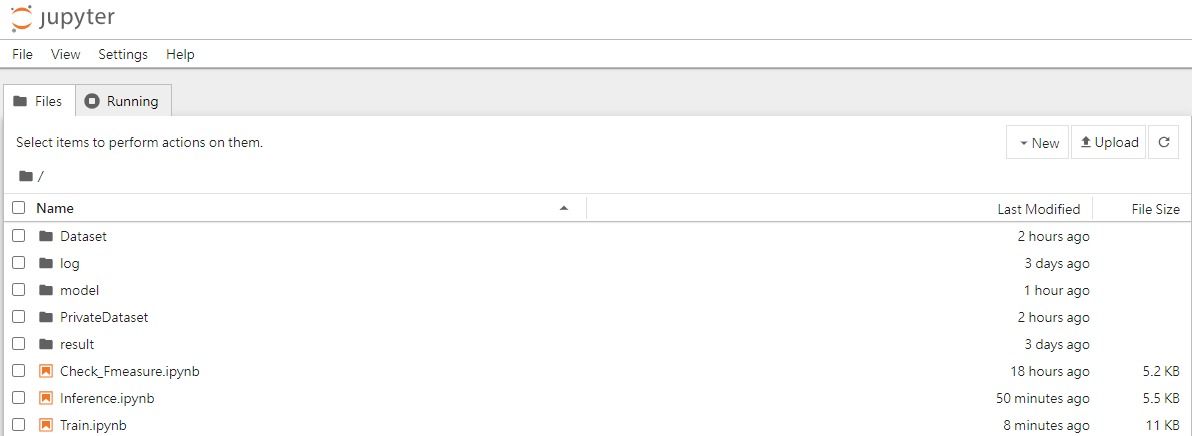 jupyter
File View Settings Help
Files Running
Select items to perform actions on them.
New Upload
/
Name Last Modified File Size
Dataset 2 hours ago
log 3 days ago
model 1 hour ago
PrivateDataset 2 hours ago
result 3 days ago
Check_Fmeasure.ipynb 18 hours ago 5.2 KB
Inference.ipynb 50 minutes ago 5.5 KB
Train.ipynb 8 minutes ago 11 KB